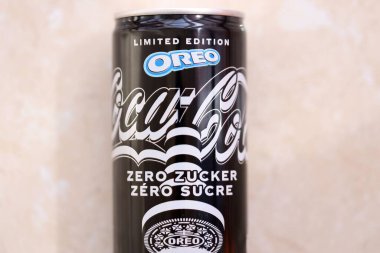 LIMITED EDITION
OREO
Coca-Cola
ZERO ZUCKER
ZÉRO SUCRE
OREO